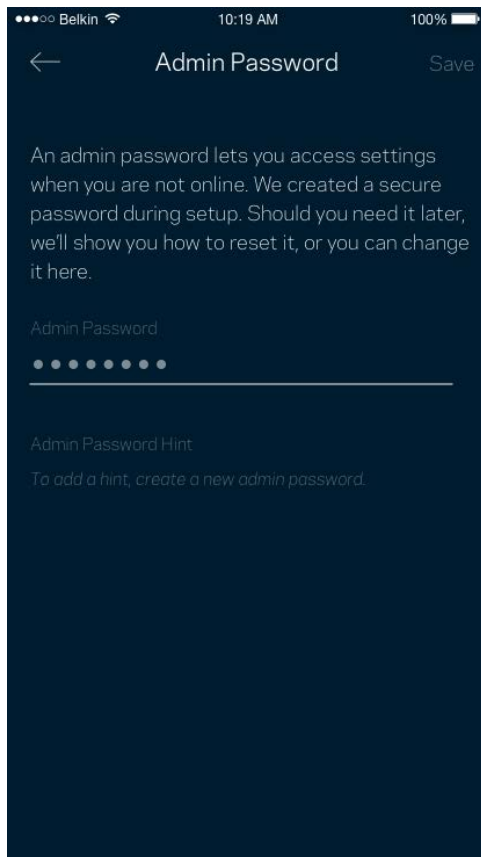 Belkin 10:19 AM 100%
Admin Password Save
An admin password lets you access settings
when you are not online. We created a secure
password during setup. Should you need it later,
we'll show you how to reset it, or you can change
it here.
Admin Password
Admin Password Hint
To add a hint, create a new admin password.